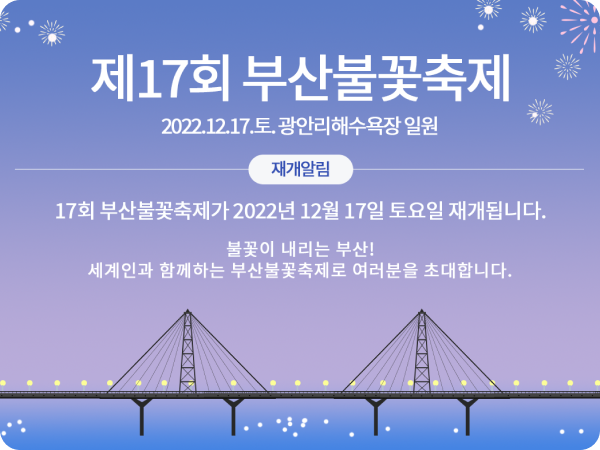 제17회 부산불꽃축제
2022.12.17.토. 광안리해수욕장 일원
재개알림
17회 부산불꽃축제가 2022년 12월 17일 토요일 재개됩니다.
불꽃이 내리는 부산!
세계인과 함께하는 부산불꽃축제로 여러분을 초대합니다.